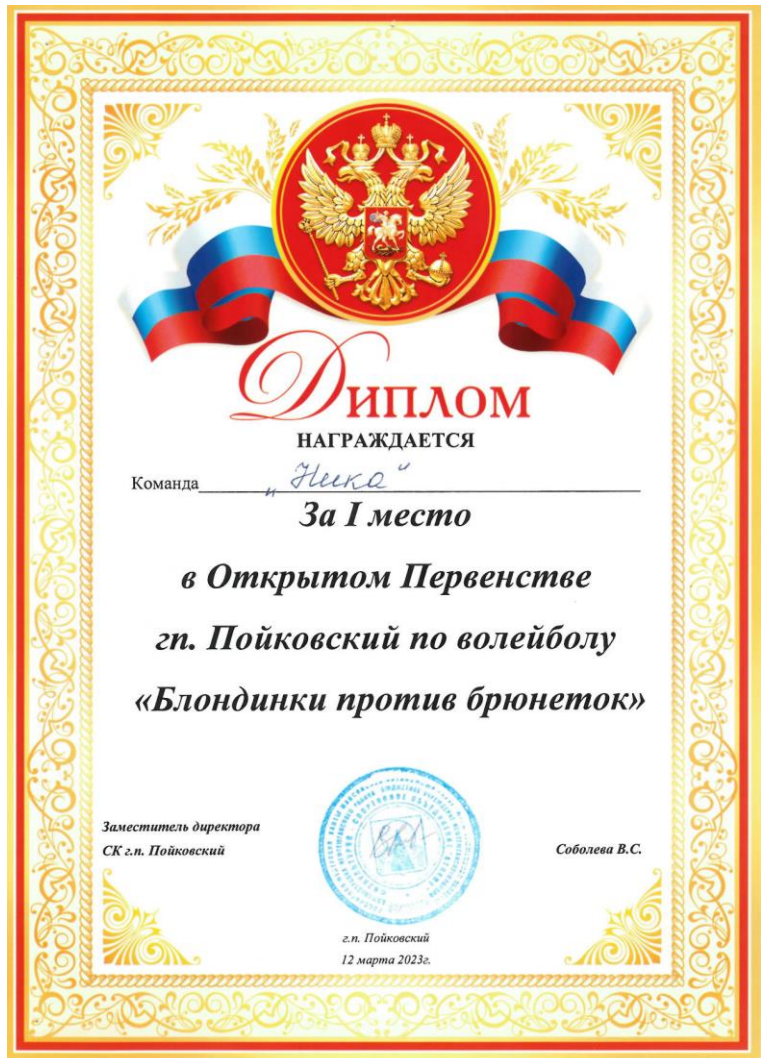 Диплом
НАГРАЖДАЕТСЯ
Команда „Ника“
За I место
в Открытом Первенстве
гп. Пойковский по волейболу
«Блондинки против брюнеток»
Заместитель директора
СК г.п. Пойковский
Соболева В.С.
г.п. Пойковский
12 марта 2023г.